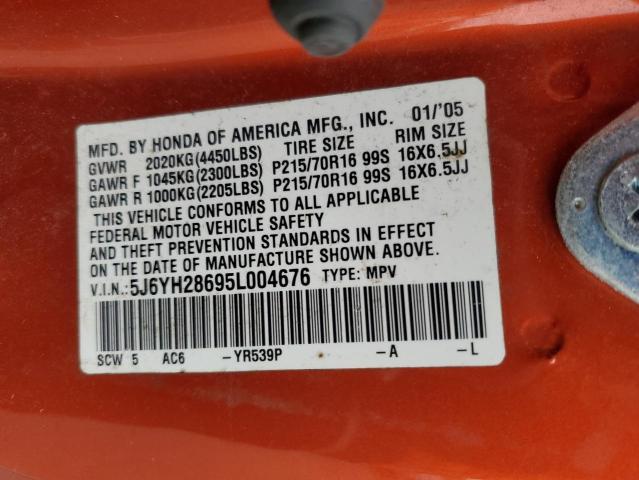 MFD. BY HONDA OF AMERICA MFG., INC. 01/'05
GVWR 2020KG(4450LBS) TIRE SIZE RIM SIZE
GAWR F 1045KG(2300LBS) P215/70R16 99S 16X6.5JJ
GAWR R 1000KG(2205LBS) P215/70R16 99S 16X6.5JJ
THIS VEHICLE CONFORMS TO ALL APPLICABLE
FEDERAL MOTOR VEHICLE SAFETY
AND THEFT PREVENTION STANDARDS IN EFFECT
ON THE DATE OF MANUFACTURE SHOWN ABOVE.
V.I.N.: 5J6YH28695L004676 TYPE: MPV
SCW 5 AC6 -YR539P -A -L